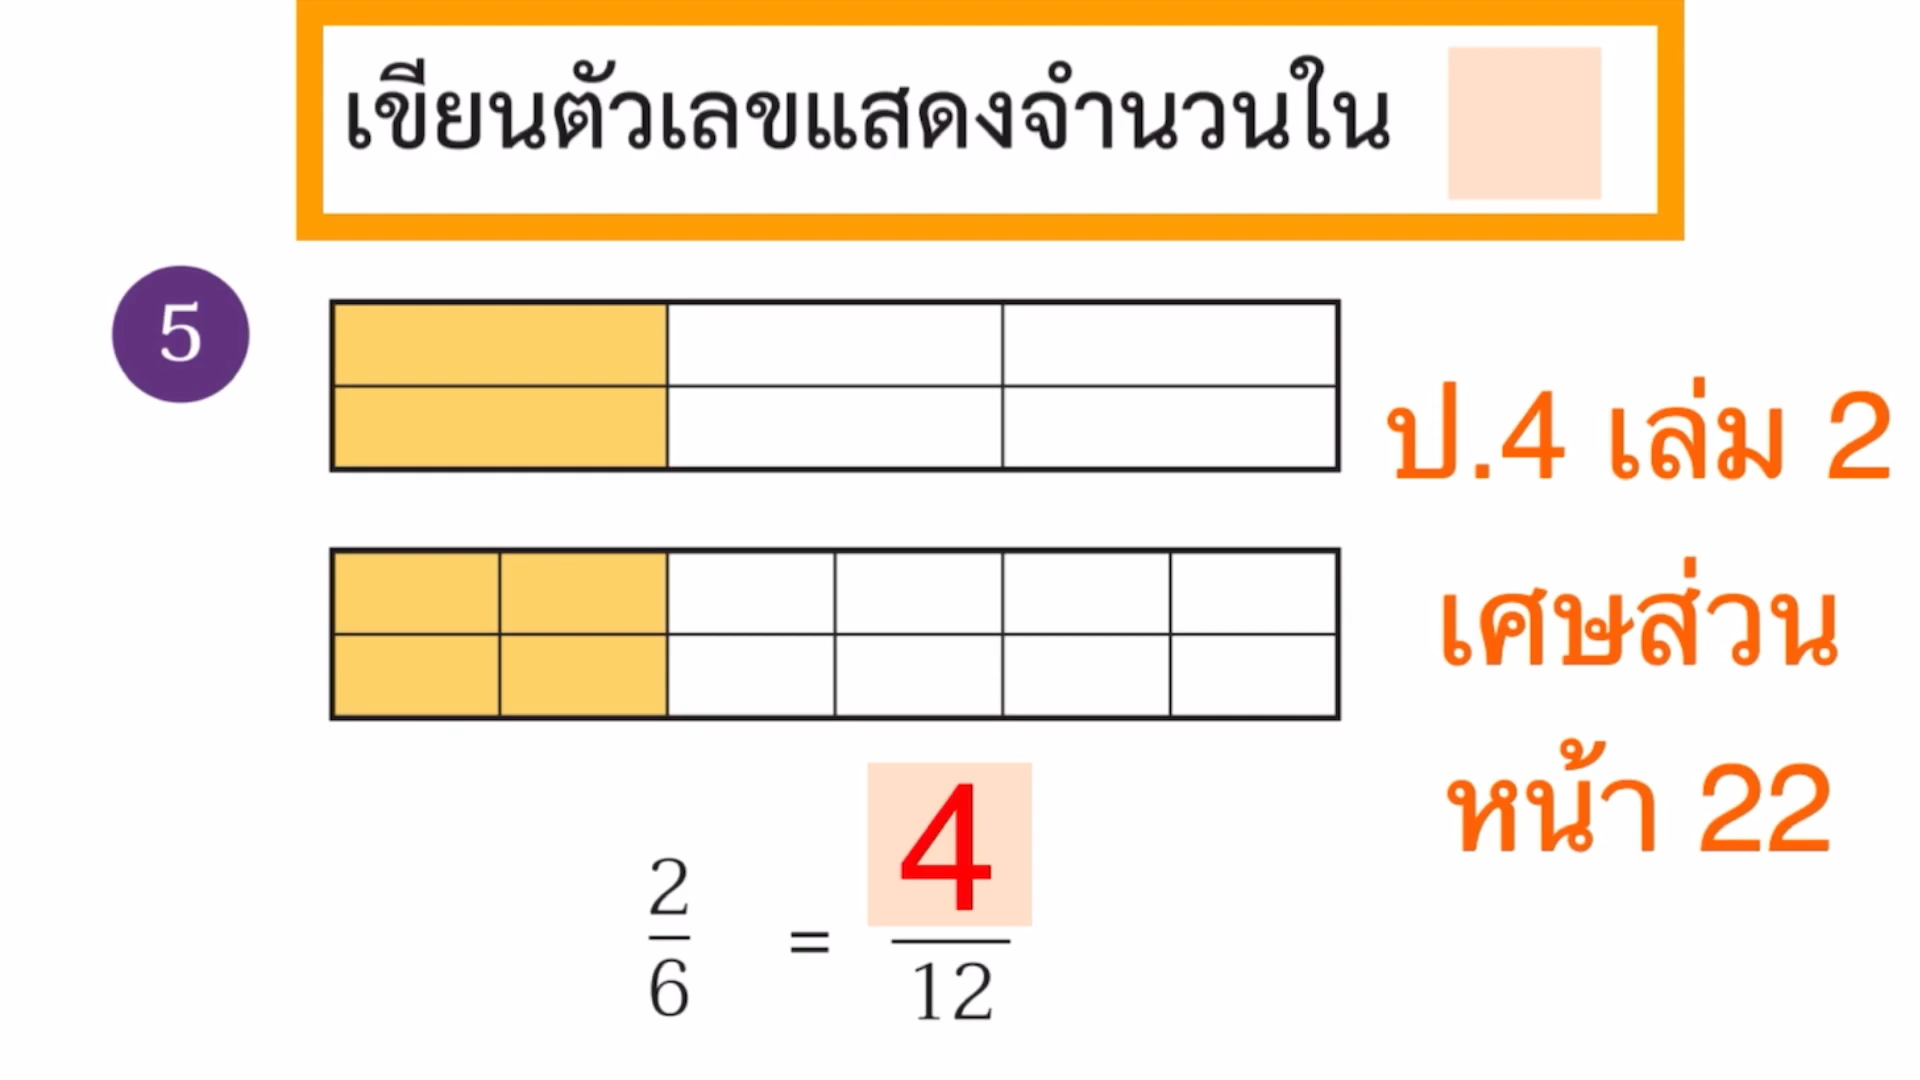 เขียนตัวเลขแสดงจำนวนใน
5
ป.4 เล่ม 2
เศษส่วน
หน้า 22
2/6 = 4/12